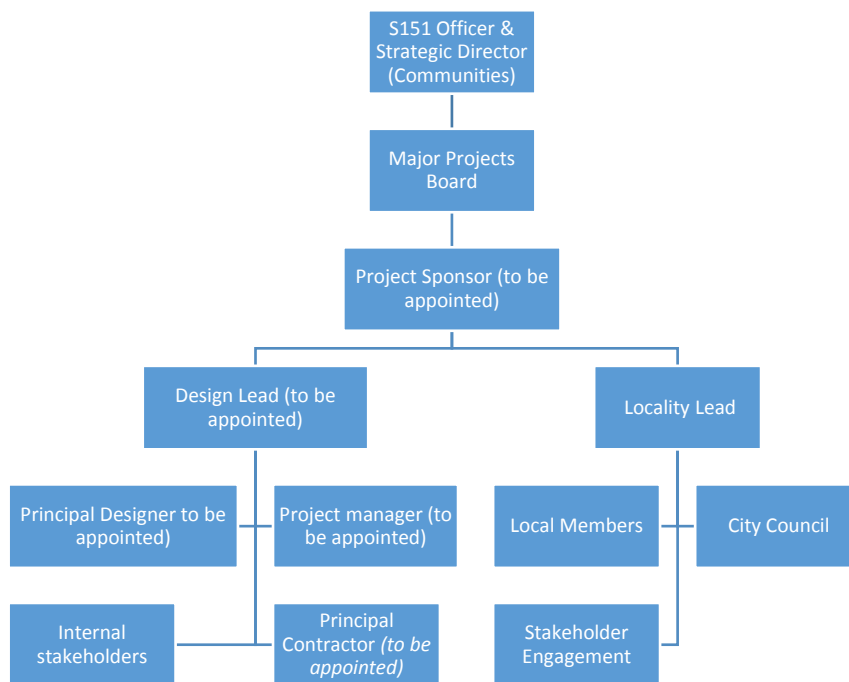 S151 Officer &
Strategic Director
(Communities)
Major Projects
Board
Project Sponsor (to be
appointed)
Design Lead (to be
appointed)
Locality Lead
Principal Designer to be
appointed)
Project manager (to
be appointed)
Local Members
City Council
Internal
stakeholders
Principal
Contractor (to be
appointed)
Stakeholder
Engagement